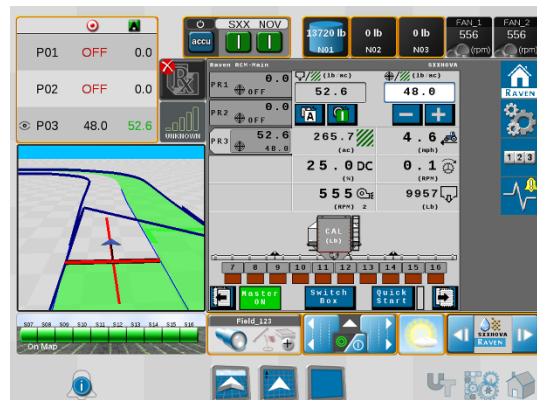 SXX NOV
accu
13720 lb
N01
0 lb
N02
0 lb
N03
FAN_1
556
(rpm)
FAN_2
556
(rpm)
P01 OFF 0.0
P02 OFF 0.0
P03 48.0 52.6
Rx
UNKNOWN
Raven RCM-Main
SXXNOVA
PR1 0.0
OFF
PR2 0.0
OFF
PR3 52.6
48.0
(lb/ac)
52.6
(lb/ac)
48.0
A
265.7
(ac)
4.6
(mph)
25.0 DC
(%)
0.1
(RPM)
555
(RPM) 2
9957
(Lb)
CAL
(Lb)
7 8 9 10 11 12 13 14 15 16
Master
ON
Switch
Box
Quick
Start
RAVEN
1 2 3
S07 S08 S09 S10 S11 S12 S13 S14 S15 S16
On Map
Field_123
SXXNOVA
RAVEN
UT